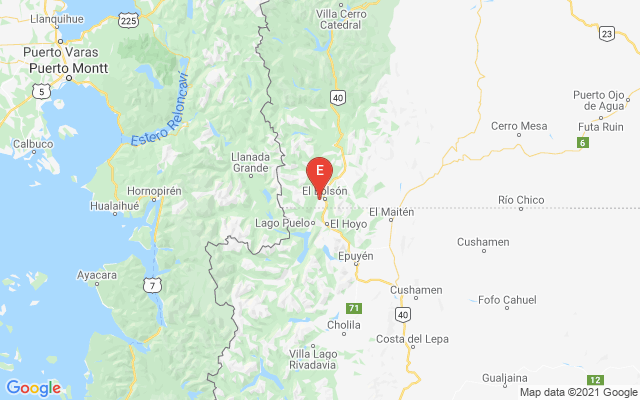 Llanquihue
225
Villa Cerro
Catedral
23
Puerto Varas
Puerto Montt
5
40
Puerto Ojo
de Agua
Estero Reloncaví
Cerro Mesa
Futa Ruin
6
Calbuco
Llanada
Grande
E
Hornopirén
El Bolsón
Hualaihué
El Maitén
Río Chico
Lago Puelo
El Hoyo
Cushamen
Epuyén
Ayacara
7
Cushamen
Fofo Cahuel
71
40
Cholila
Costa del Lepa
Villa Lago
Rivadavia
Gualjaina
12
Google
Map data ©2021 Google